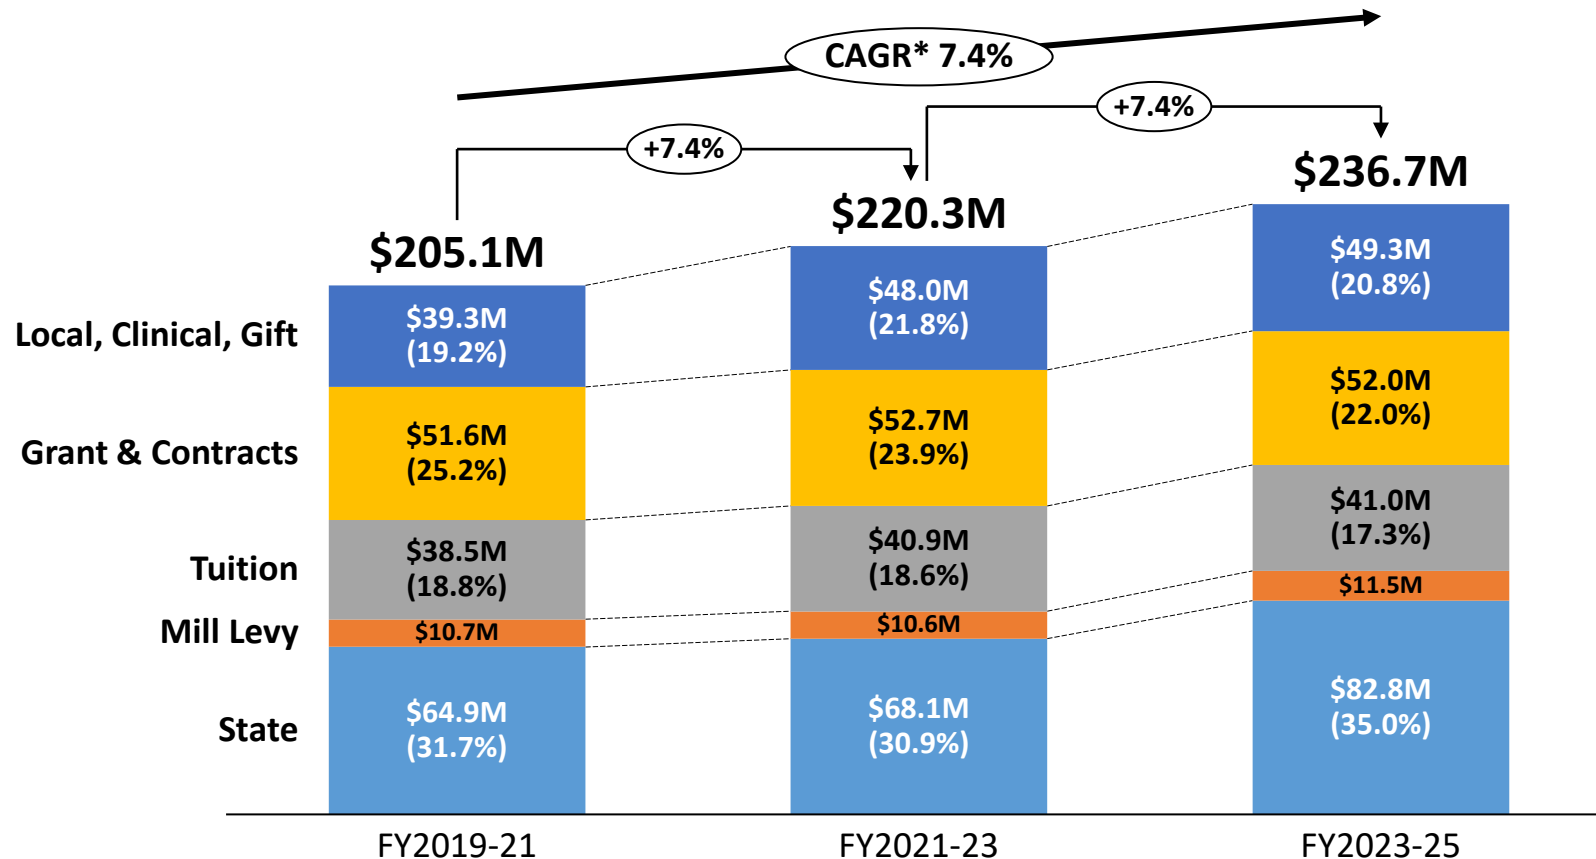 CAGR* 7.4%
+7.4%
+7.4%
$205.1M
$220.3M
$236.7M
Local, Clinical, Gift
$39.3M
(19.2%)
$48.0M
(21.8%)
$49.3M
(20.8%)
Grant & Contracts
$51.6M
(25.2%)
$52.7M
(23.9%)
$52.0M
(22.0%)
Tuition
$38.5M
(18.8%)
$40.9M
(18.6%)
$41.0M
(17.3%)
Mill Levy
$10.7M
$10.6M
$11.5M
State
$64.9M
(31.7%)
$68.1M
(30.9%)
$82.8M
(35.0%)
FY2019-21
FY2021-23
FY2023-25